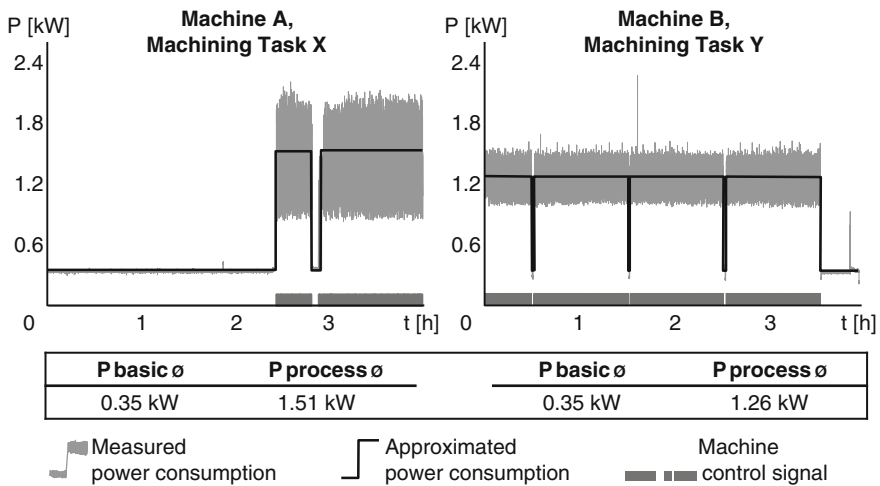 Machine A,
Machining Task X
P [kW]
2.4
1.8
1.2
0.6
0
1
2
3
t [h]
Machine B,
Machining Task Y
P [kW]
2.4
1.8
1.2
0.6
0
1
2
3
t [h]
P basic ø P process ø P basic ø P process ø
0.35 kW 1.51 kW 0.35 kW 1.26 kW
Measured
power consumption
Approximated
power consumption
Machine
control signal